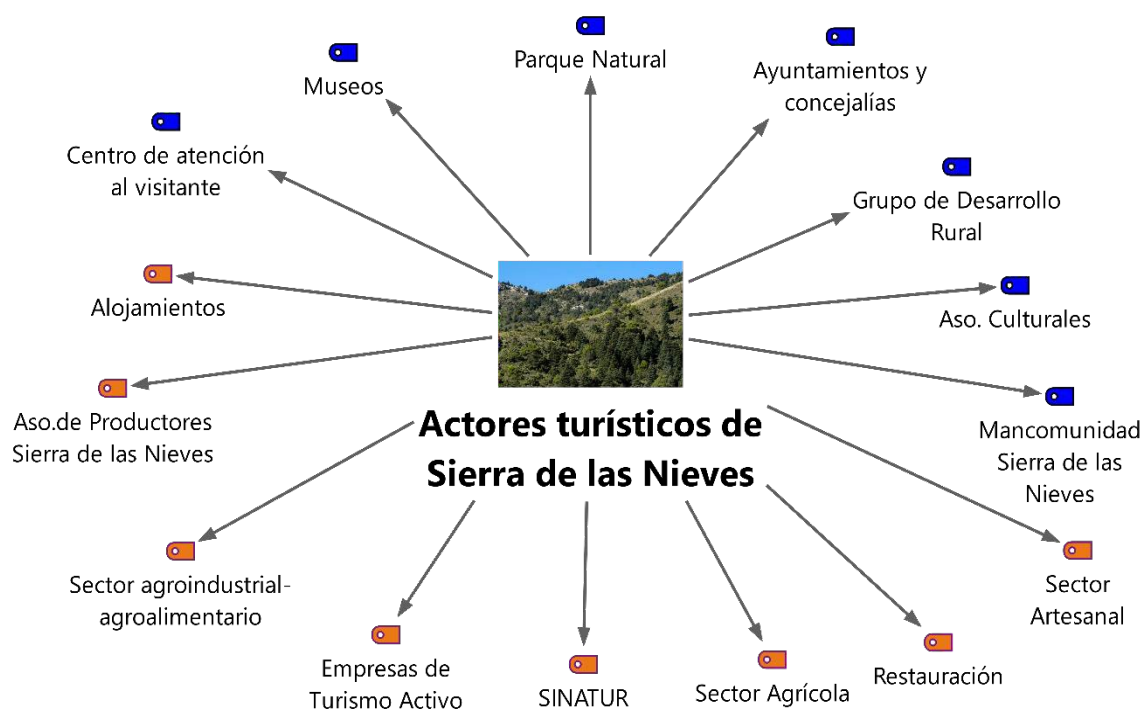 Parque Natural
Ayuntamientos y
concejalías
Museos
Centro de atención
al visitante
Grupo de Desarrollo
Rural
Alojamientos
Aso. Culturales
Aso.de Productores
Sierra de las Nieves
Actores turísticos de
Sierra de las Nieves
Mancomunidad
Sierra de las
Nieves
Sector agroindustrial-
agroalimentario
Sector
Artesanal
Empresas de
Turismo Activo
SINATUR
Sector Agrícola
Restauración